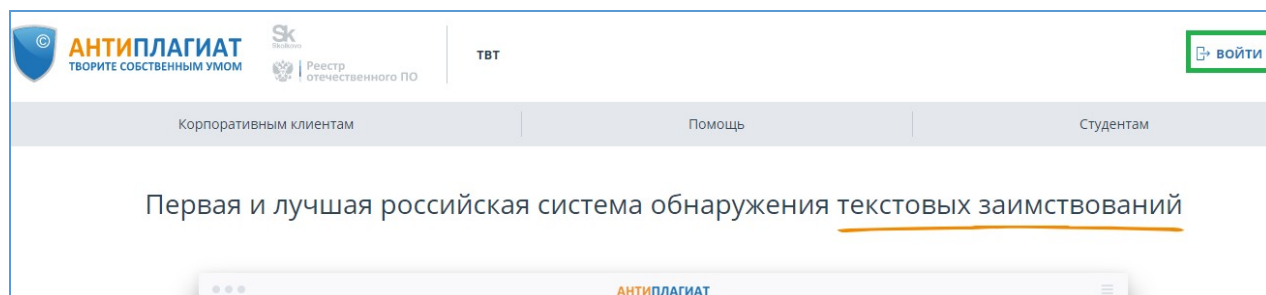 ©
АНТИПЛАГИАТ
ТВОРИТЕ СОБСТВЕННЫМ УМОМ
Sk
Skolkovo
Реестр
отечественного ПО
ТВТ
ВОЙТИ
Корпоративным клиентам
Помощь
Студентам
Первая и лучшая российская система обнаружения текстовых заимствований
АНТИПЛАГИАТ